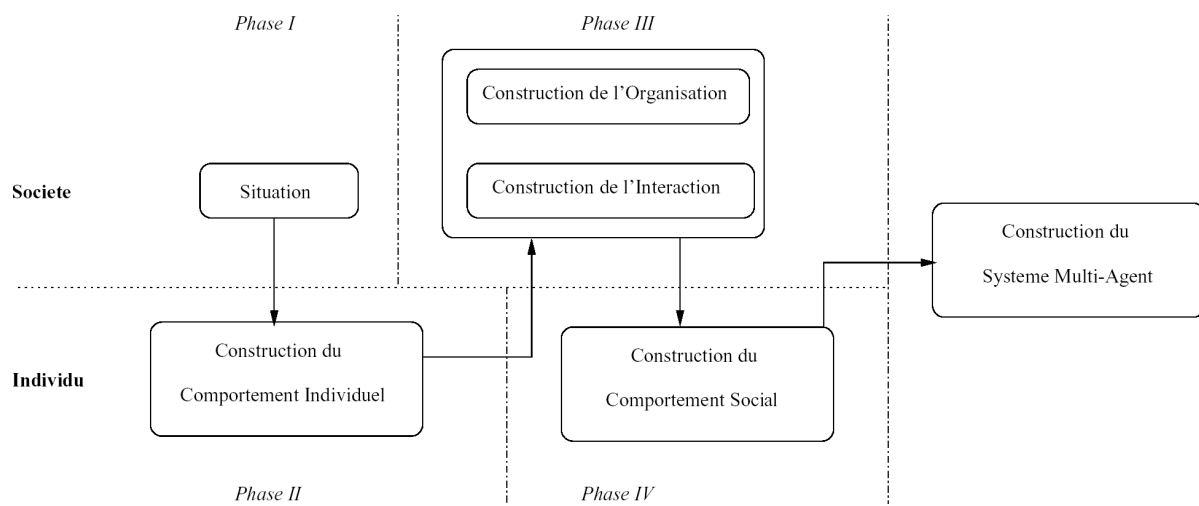 Phase I
Phase III
Construction de l’Organisation
Societe
Situation
Construction de l’Interaction
Construction du
Systeme Multi-Agent
Individu
Construction du
Comportement Individuel
Construction du
Comportement Social
Phase II
Phase IV